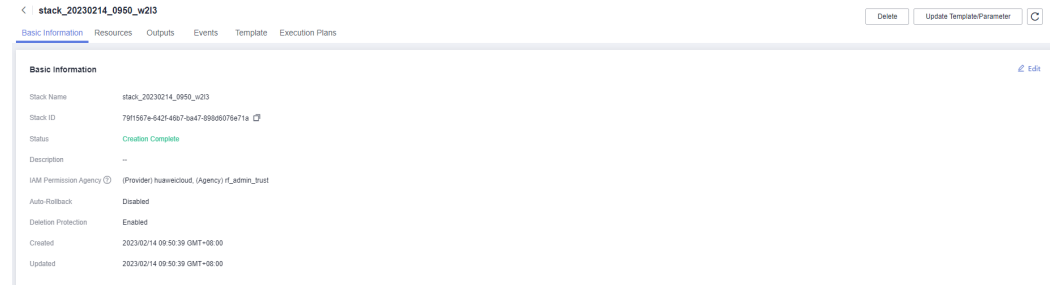 stack_20230214_0950_w2l3
Delete
Update Template/Parameter
Basic Information Resources Outputs Events Template Execution Plans
Basic Information
Edit
Stack Name stack_20230214_0950_w2l3
Stack ID 79f1567e-642f-46b7-ba47-898d6076e71a
Status Creation Complete
Description --
IAM Permission Agency (Provider) huaweicloud, (Agency) rf_admin_trust
Auto-Rollback Disabled
Deletion Protection Enabled
Created 2023/02/14 09:50:39 GMT+08:00
Updated 2023/02/14 09:50:39 GMT+08:00